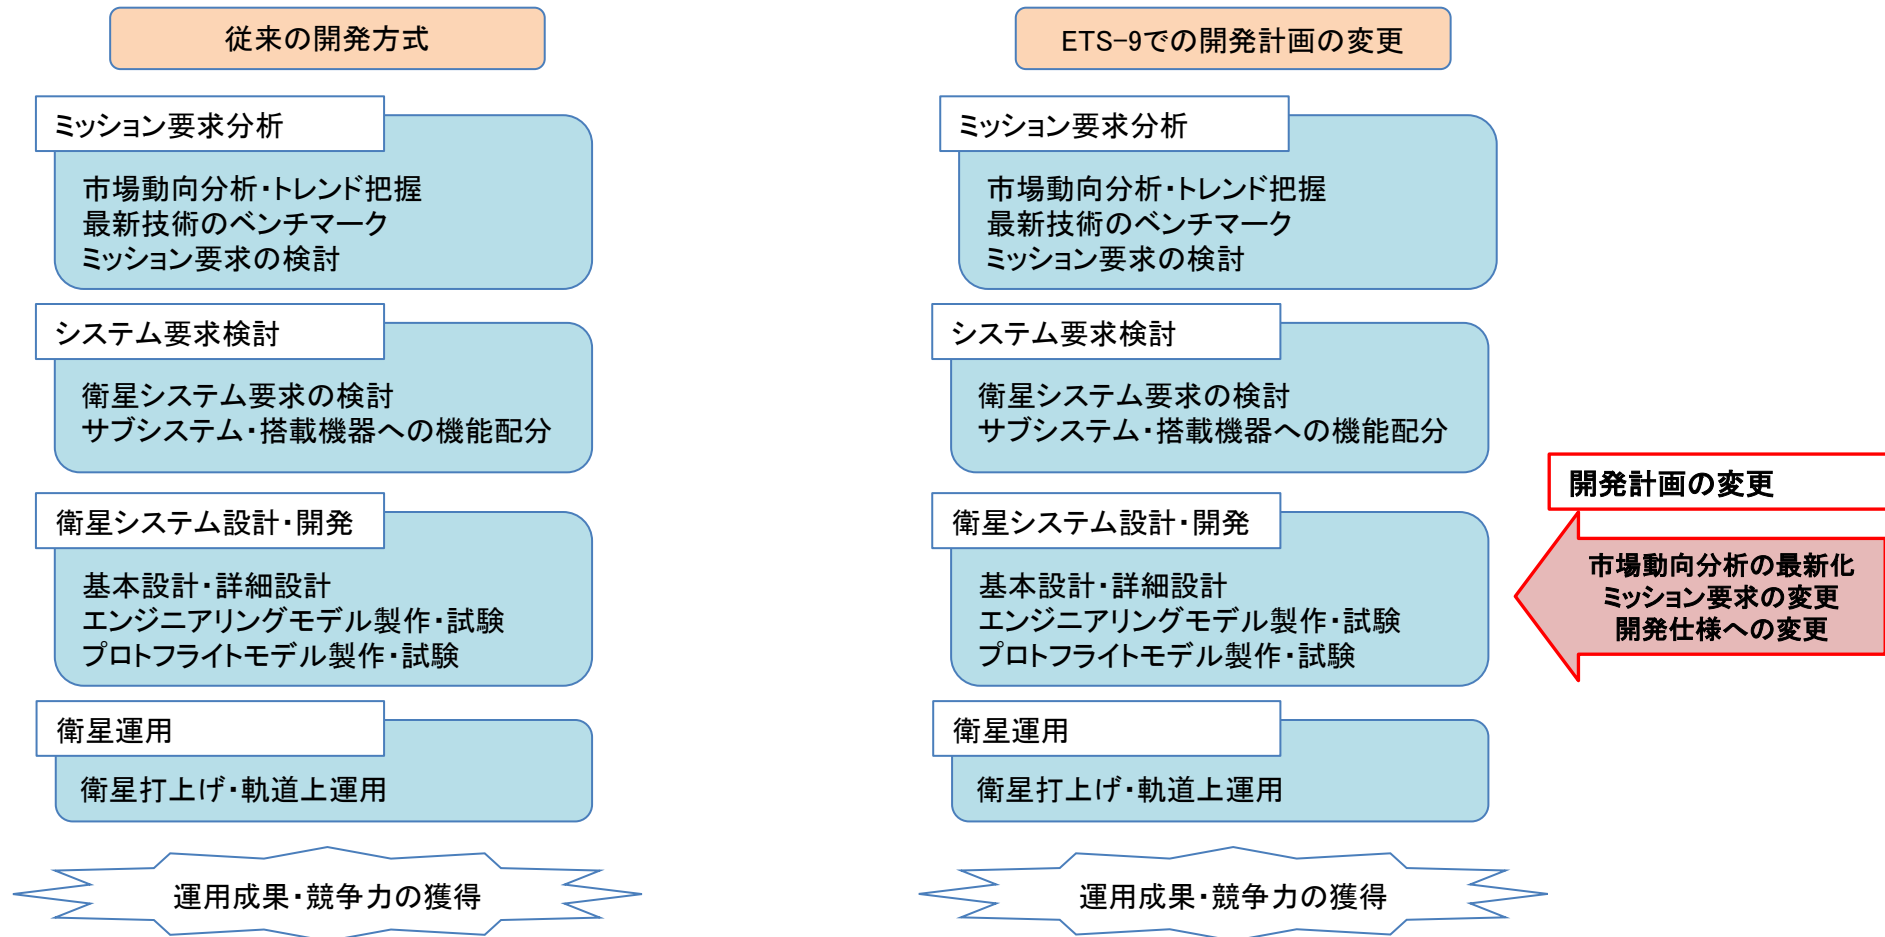 従来の開発方式
ミッション要求分析
市場動向分析・トレンド把握
最新技術のベンチマーク
ミッション要求の検討
システム要求検討
衛星システム要求の検討
サブシステム・搭載機器への機能配分
衛星システム設計・開発
基本設計・詳細設計
エンジニアリングモデル製作・試験
プロトフライトモデル製作・試験
衛星運用
衛星打上げ・軌道上運用
運用成果・競争力の獲得
ETS-9での開発計画の変更
ミッション要求分析
市場動向分析・トレンド把握
最新技術のベンチマーク
ミッション要求の検討
システム要求検討
衛星システム要求の検討
サブシステム・搭載機器への機能配分
衛星システム設計・開発
基本設計・詳細設計
エンジニアリングモデル製作・試験
プロトフライトモデル製作・試験
衛星運用
衛星打上げ・軌道上運用
運用成果・競争力の獲得
開発計画の変更
市場動向分析の最新化
ミッション要求の変更
開発仕様への変更